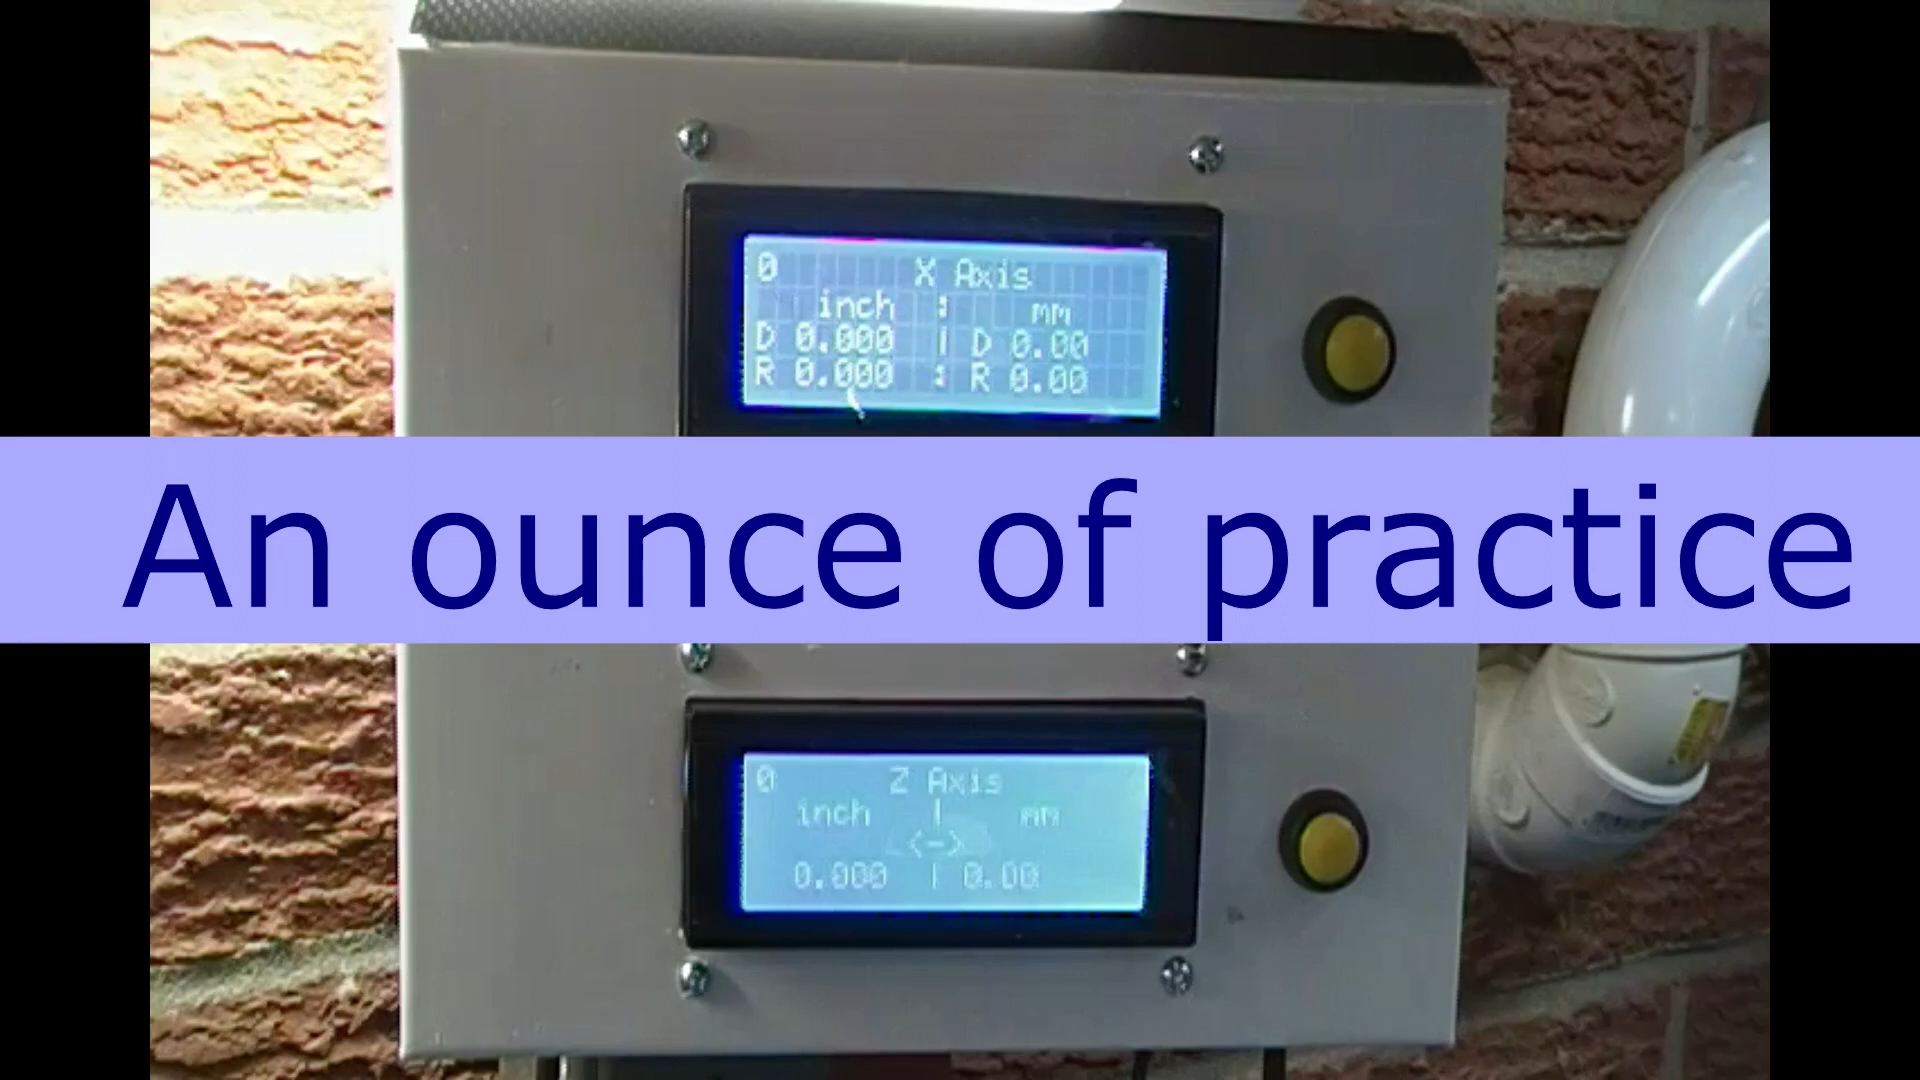 0 X Axis
inch : mm
D 0.000 | D 0.00
R 0.000 : R 0.00
An ounce of practice
0 Z Axis
inch | mm
<->
0.000 | 0.00